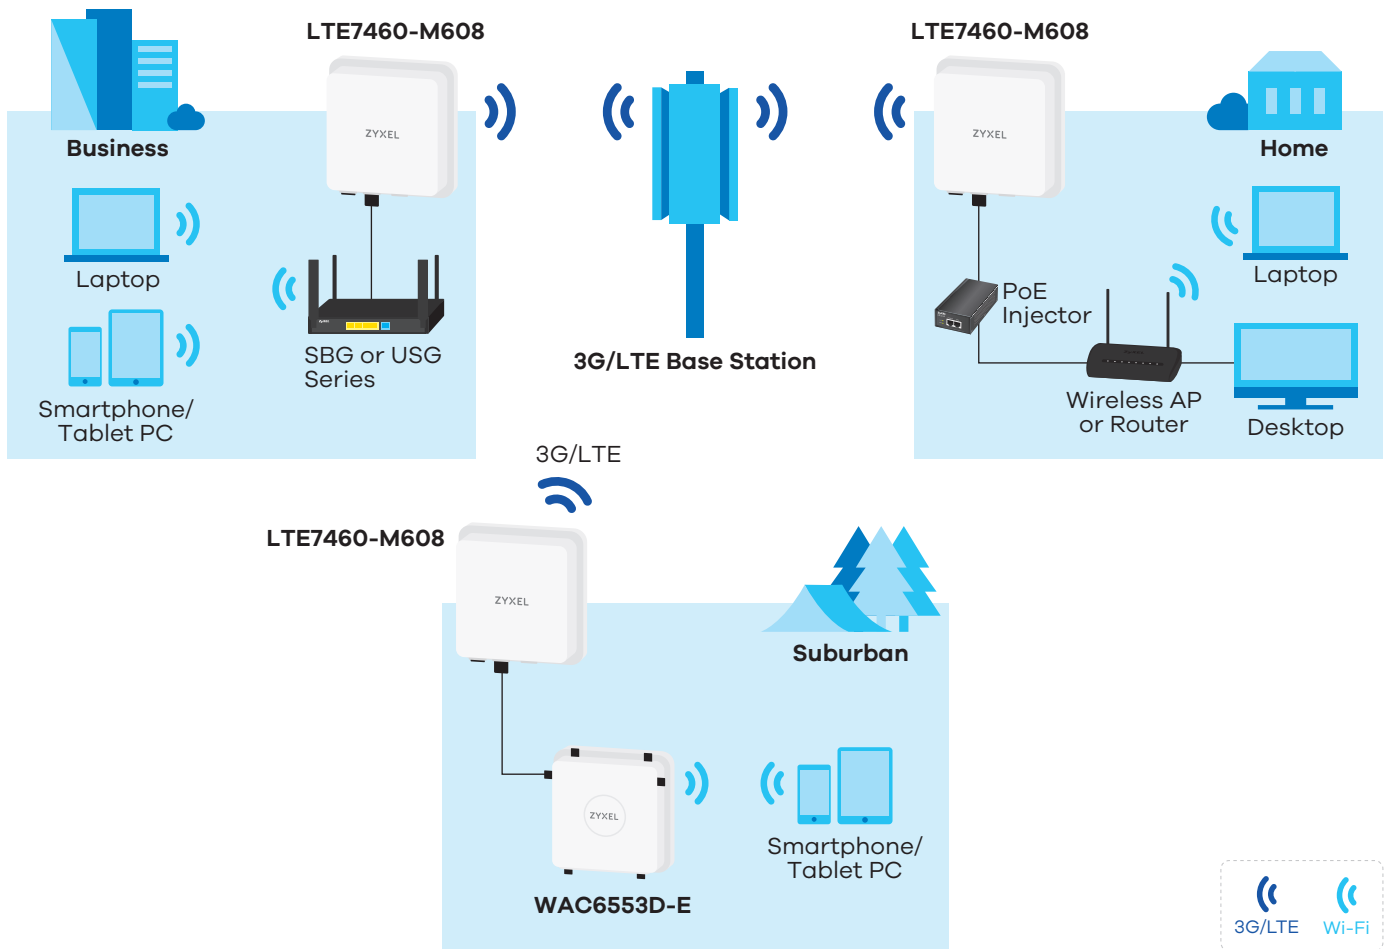 LTE7460-M608
LTE7460-M608
ZYXEL
ZYXEL
Business
Home
Laptop
Laptop
PoE
Injector
SBG or USG
Series
3G/LTE Base Station
Smartphone/
Tablet PC
Wireless AP
or Router
Desktop
3G/LTE
LTE7460-M608
ZYXEL
Suburban
ZYXEL
Smartphone/
Tablet PC
WAC6553D-E
3G/LTE
Wi-Fi